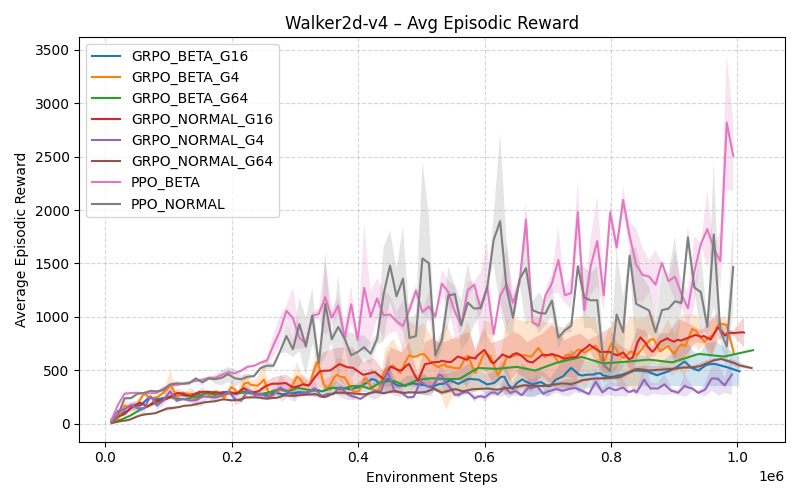 Walker2d-v4 – Avg Episodic Reward
Average Episodic Reward
3500
3000
2500
2000
1500
1000
500
0
GRPO_BETA_G16
GRPO_BETA_G4
GRPO_BETA_G64
GRPO_NORMAL_G16
GRPO_NORMAL_G4
GRPO_NORMAL_G64
PPO_BETA
PPO_NORMAL
0.0 0.2 0.4 0.6 0.8 1.0
1e6
Environment Steps